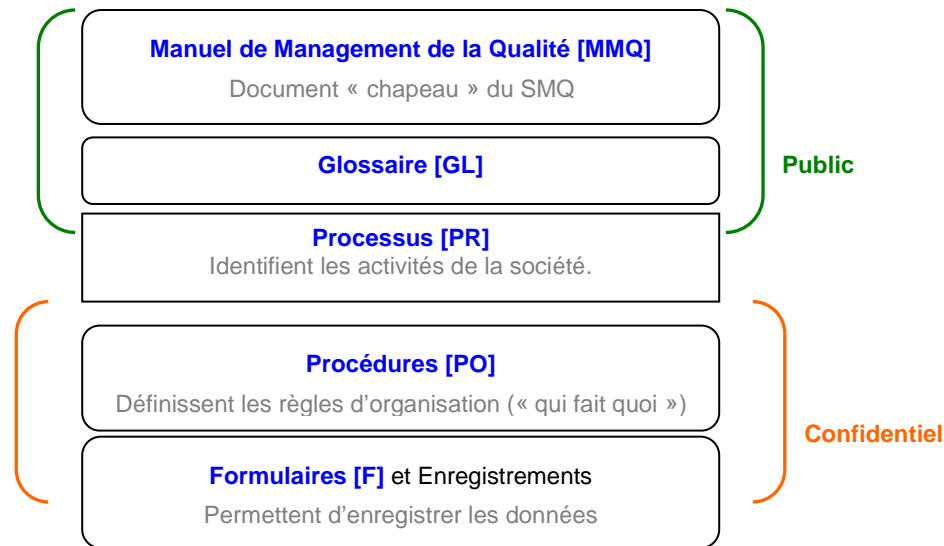 Manuel de Management de la Qualité [MMQ]
Document « chapeau » du SMQ
Glossaire [GL]
Public
Processus [PR]
Identifient les activités de la société.
Procédures [PO]
Définissent les règles d'organisation (« qui fait quoi »)
Confidentiel
Formulaires [F] et Enregistrements
Permettent d'enregistrer les données